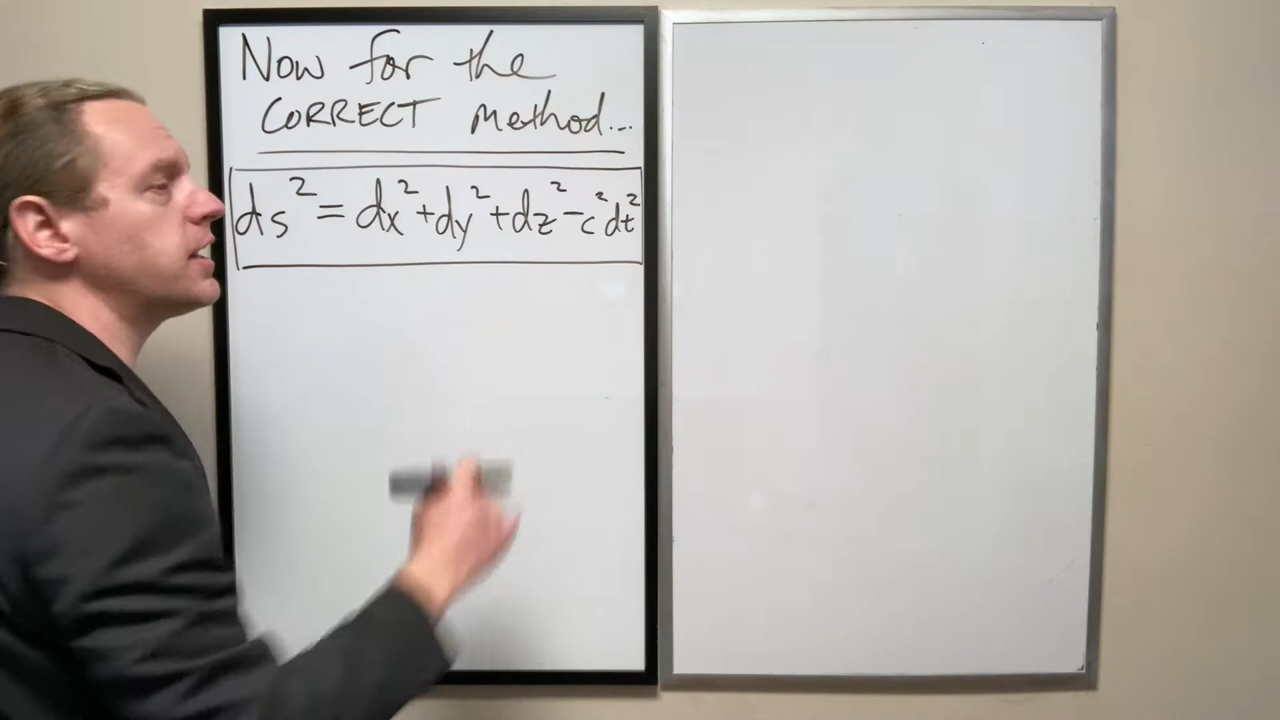 Now for the
CORRECT method...
ds² = dx² + dy² + dz² - c²dt²